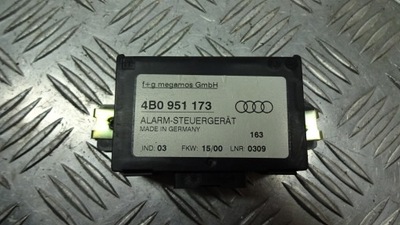 f+g megamos GmbH
4B0 951 173
ALARM-STEUERGERÄT
MADE IN GERMANY
163
IND: 03 FKW: 15/00 LNR: 0309